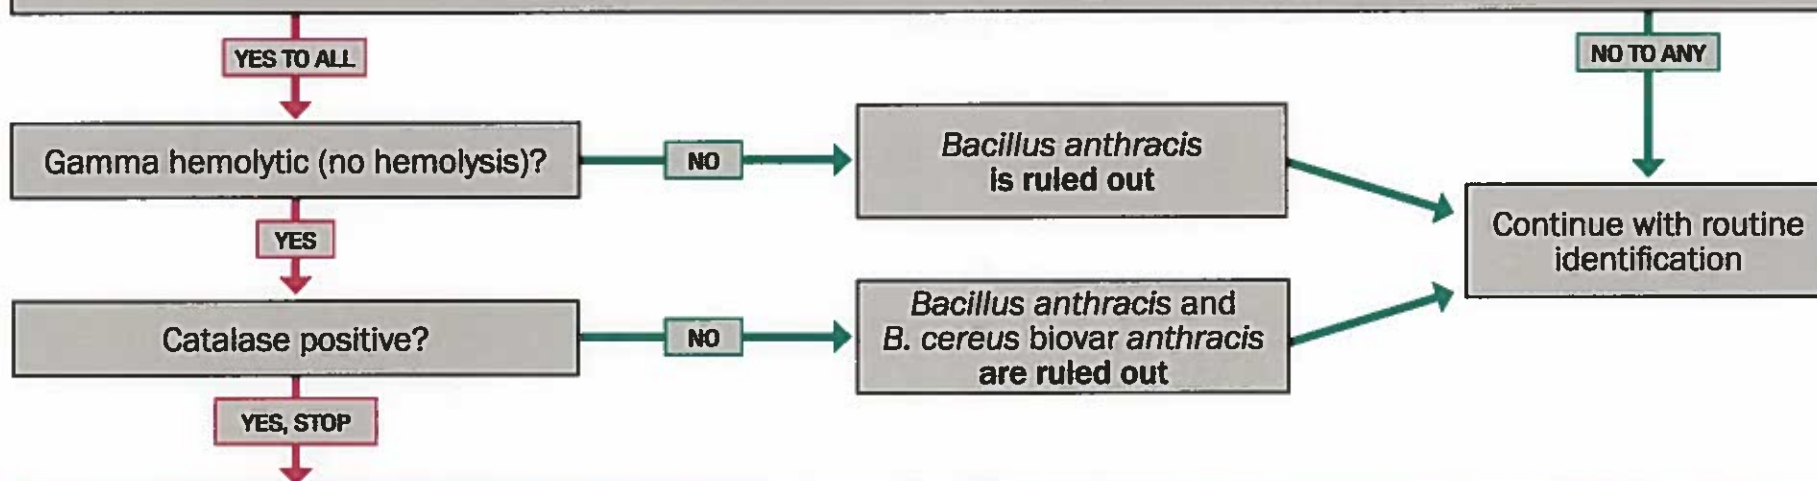 YES TO ALL
NO TO ANY
Gamma hemolytic (no hemolysis)?
NO
Bacillus anthracis
is ruled out
Continue with routine
identification
YES
Catalase positive?
NO
Bacillus anthracis and
B. cereus biovar anthracis
are ruled out
YES, STOP